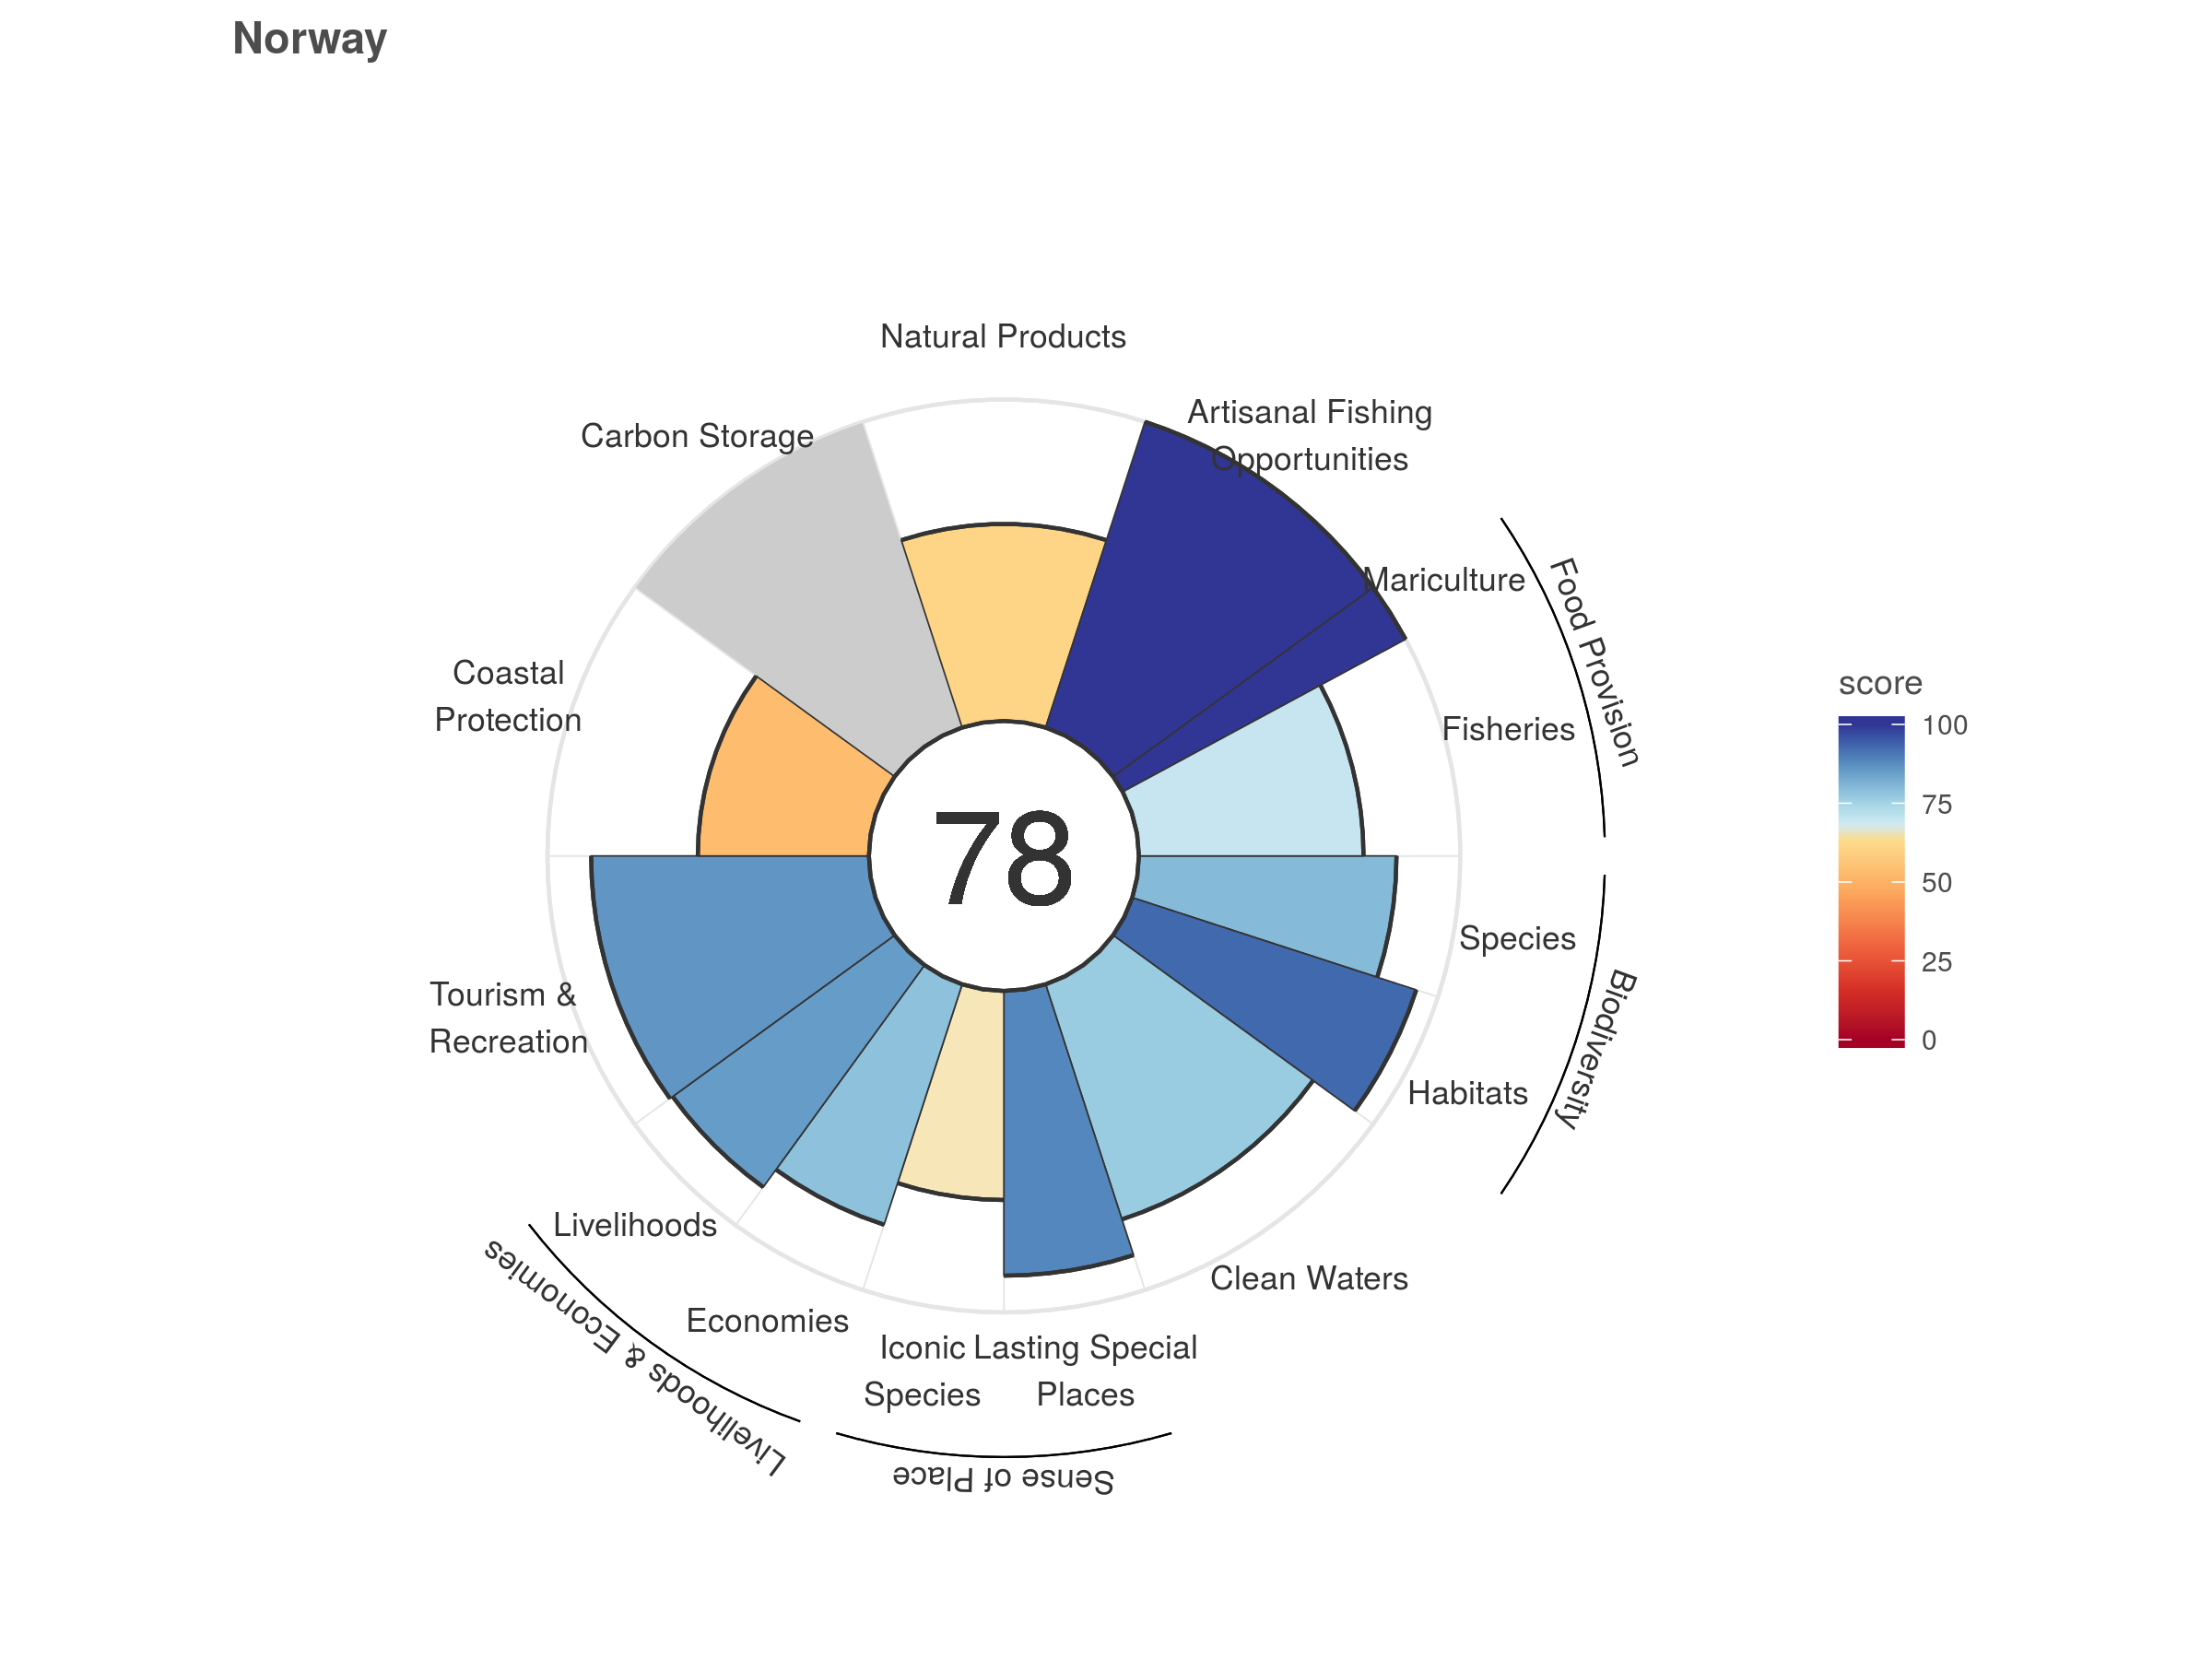 Norway
Natural Products
Artisanal Fishing
Opportunities
Carbon Storage
Mariculture
Food Provision
Coastal
Protection
Fisheries
score
100
75
50
25
0
78
Species
Biodiversity
Tourism &
Recreation
Habitats
Livelihoods
Clean Waters
Economies
Livelihoods & Economies
Iconic
Species
Lasting Special
Places
Sense of Place